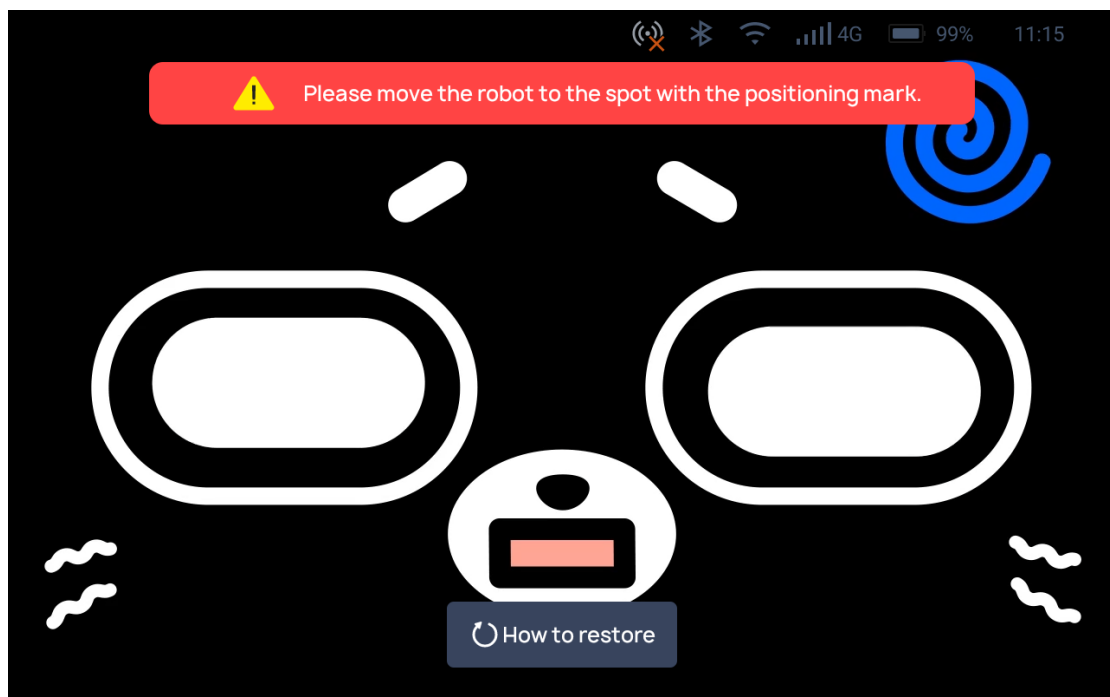 4G 99% 11:15
Please move the robot to the spot with the positioning mark.
How to restore